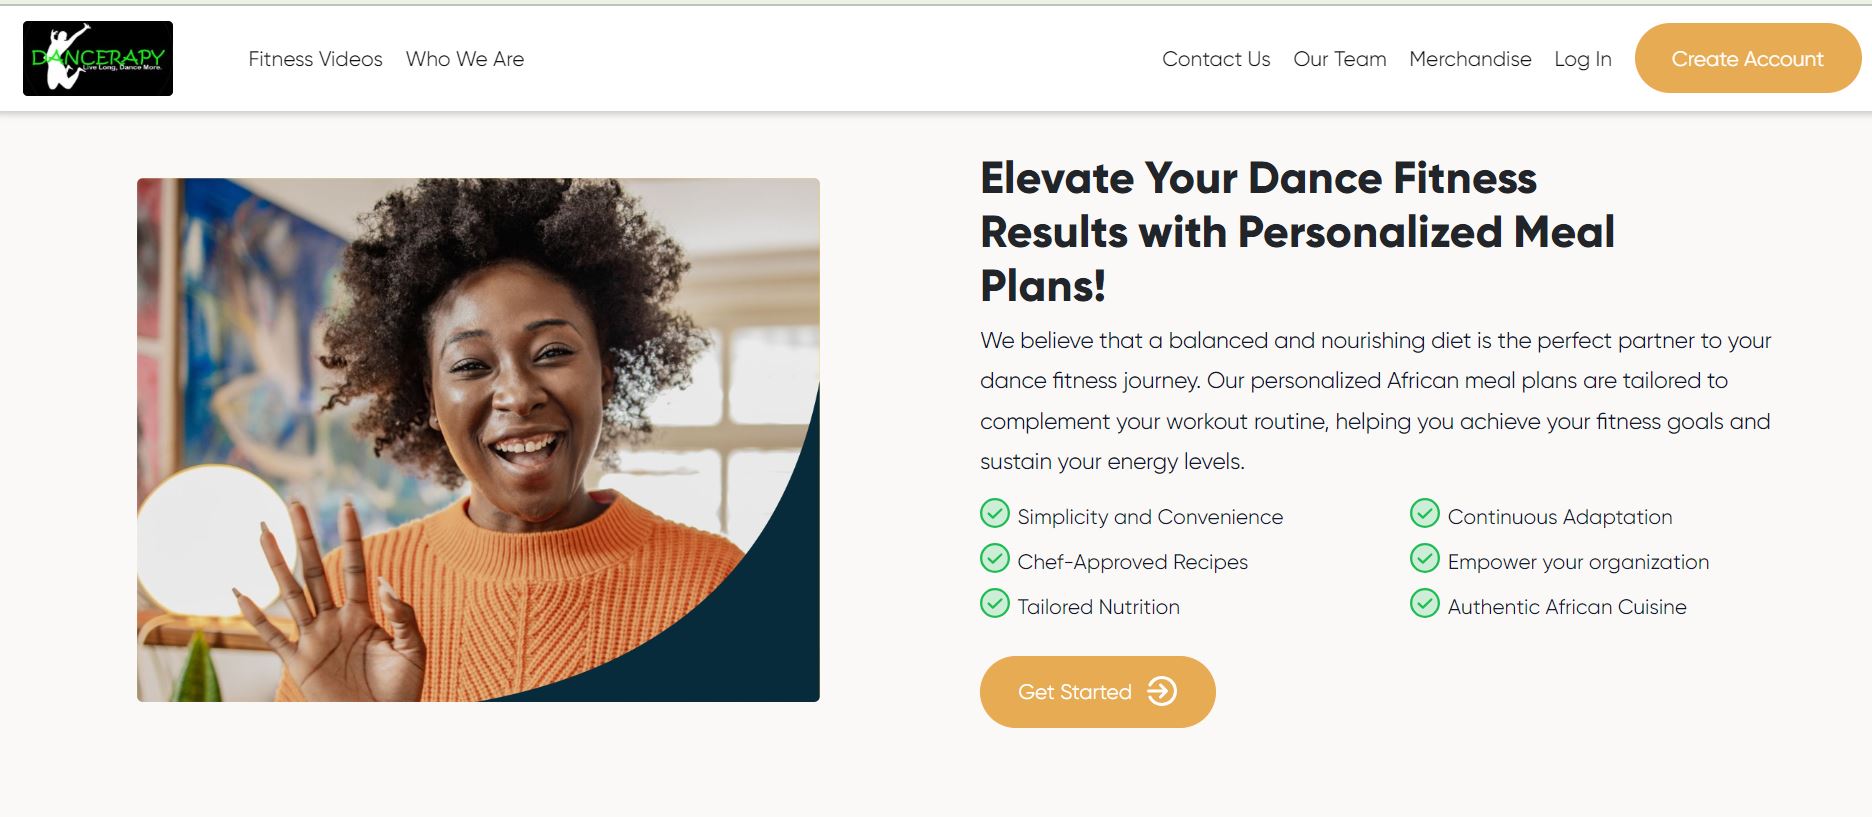 DANCERAPY
Live Long, Dance More.
Fitness Videos
Who We Are
Contact Us
Our Team
Merchandise
Log In
Create Account
Elevate Your Dance Fitness
Results with Personalized Meal
Plans!
We believe that a balanced and nourishing diet is the perfect partner to your
dance fitness journey. Our personalized African meal plans are tailored to
complement your workout routine, helping you achieve your fitness goals and
sustain your energy levels.
Simplicity and Convenience
Chef-Approved Recipes
Tailored Nutrition
Continuous Adaptation
Empower your organization
Authentic African Cuisine
Get Started